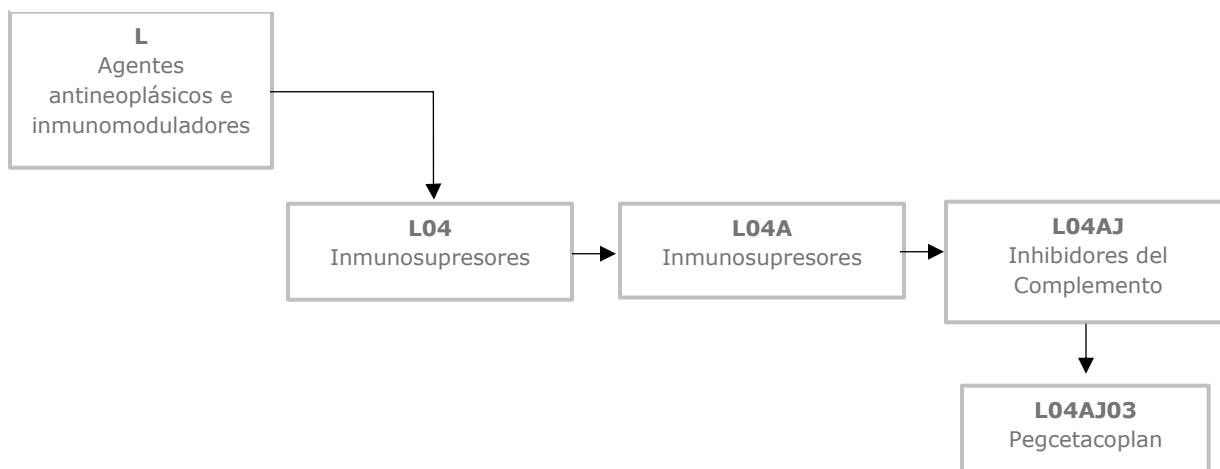 L
Agentes
antineoplásicos e
inmunomoduladores
L04
Inmunosupresores
L04A
Inmunosupresores
L04AJ
Inhibidores del
Complemento
L04AJ03
Pegcetacoplan